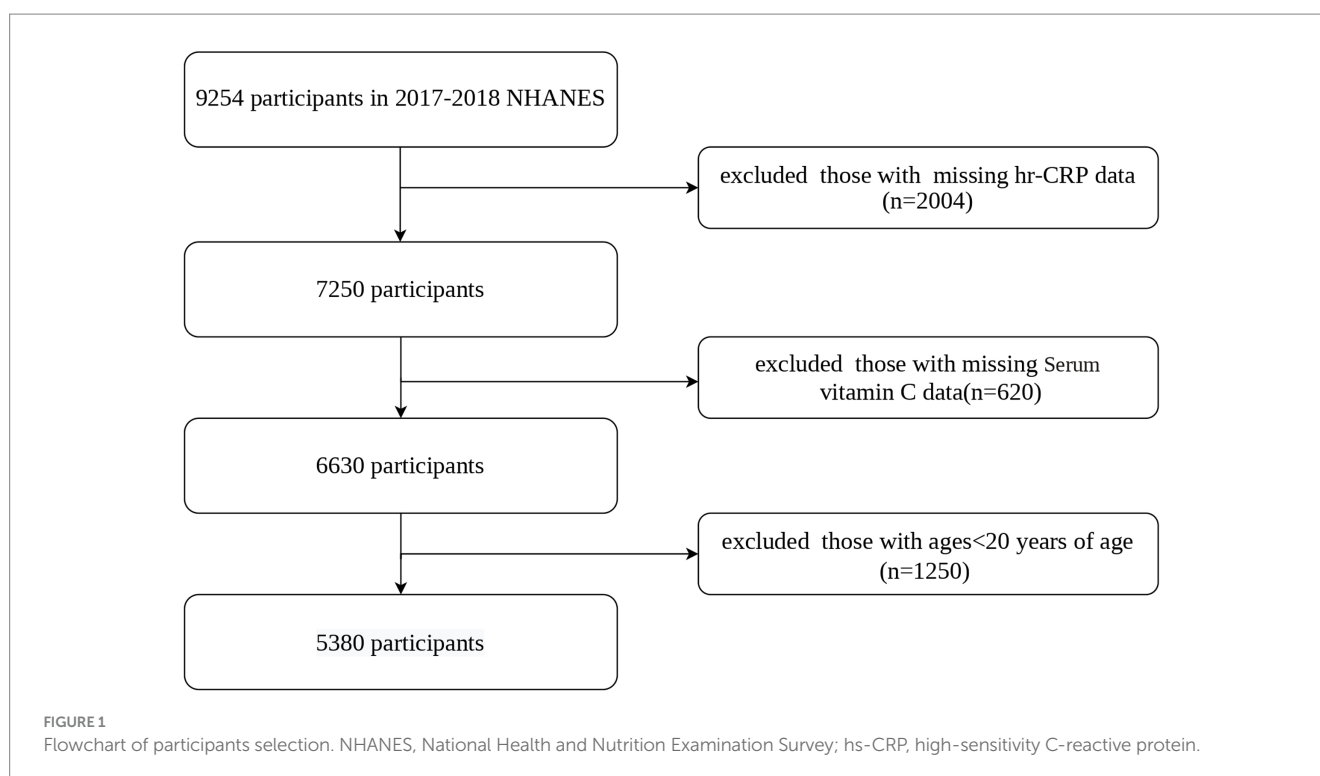 9254 participants in 2017-2018 NHANES
excluded those with missing hr-CRP data
(n=2004)
7250 participants
excluded those with missing Serum
vitamin C data(n=620)
6630 participants
excluded those with ages<20 years of age
(n=1250)
5380 participants
FIGURE 1
Flowchart of participants selection. NHANES, National Health and Nutrition Examination Survey; hs-CRP, high-sensitivity C-reactive protein.